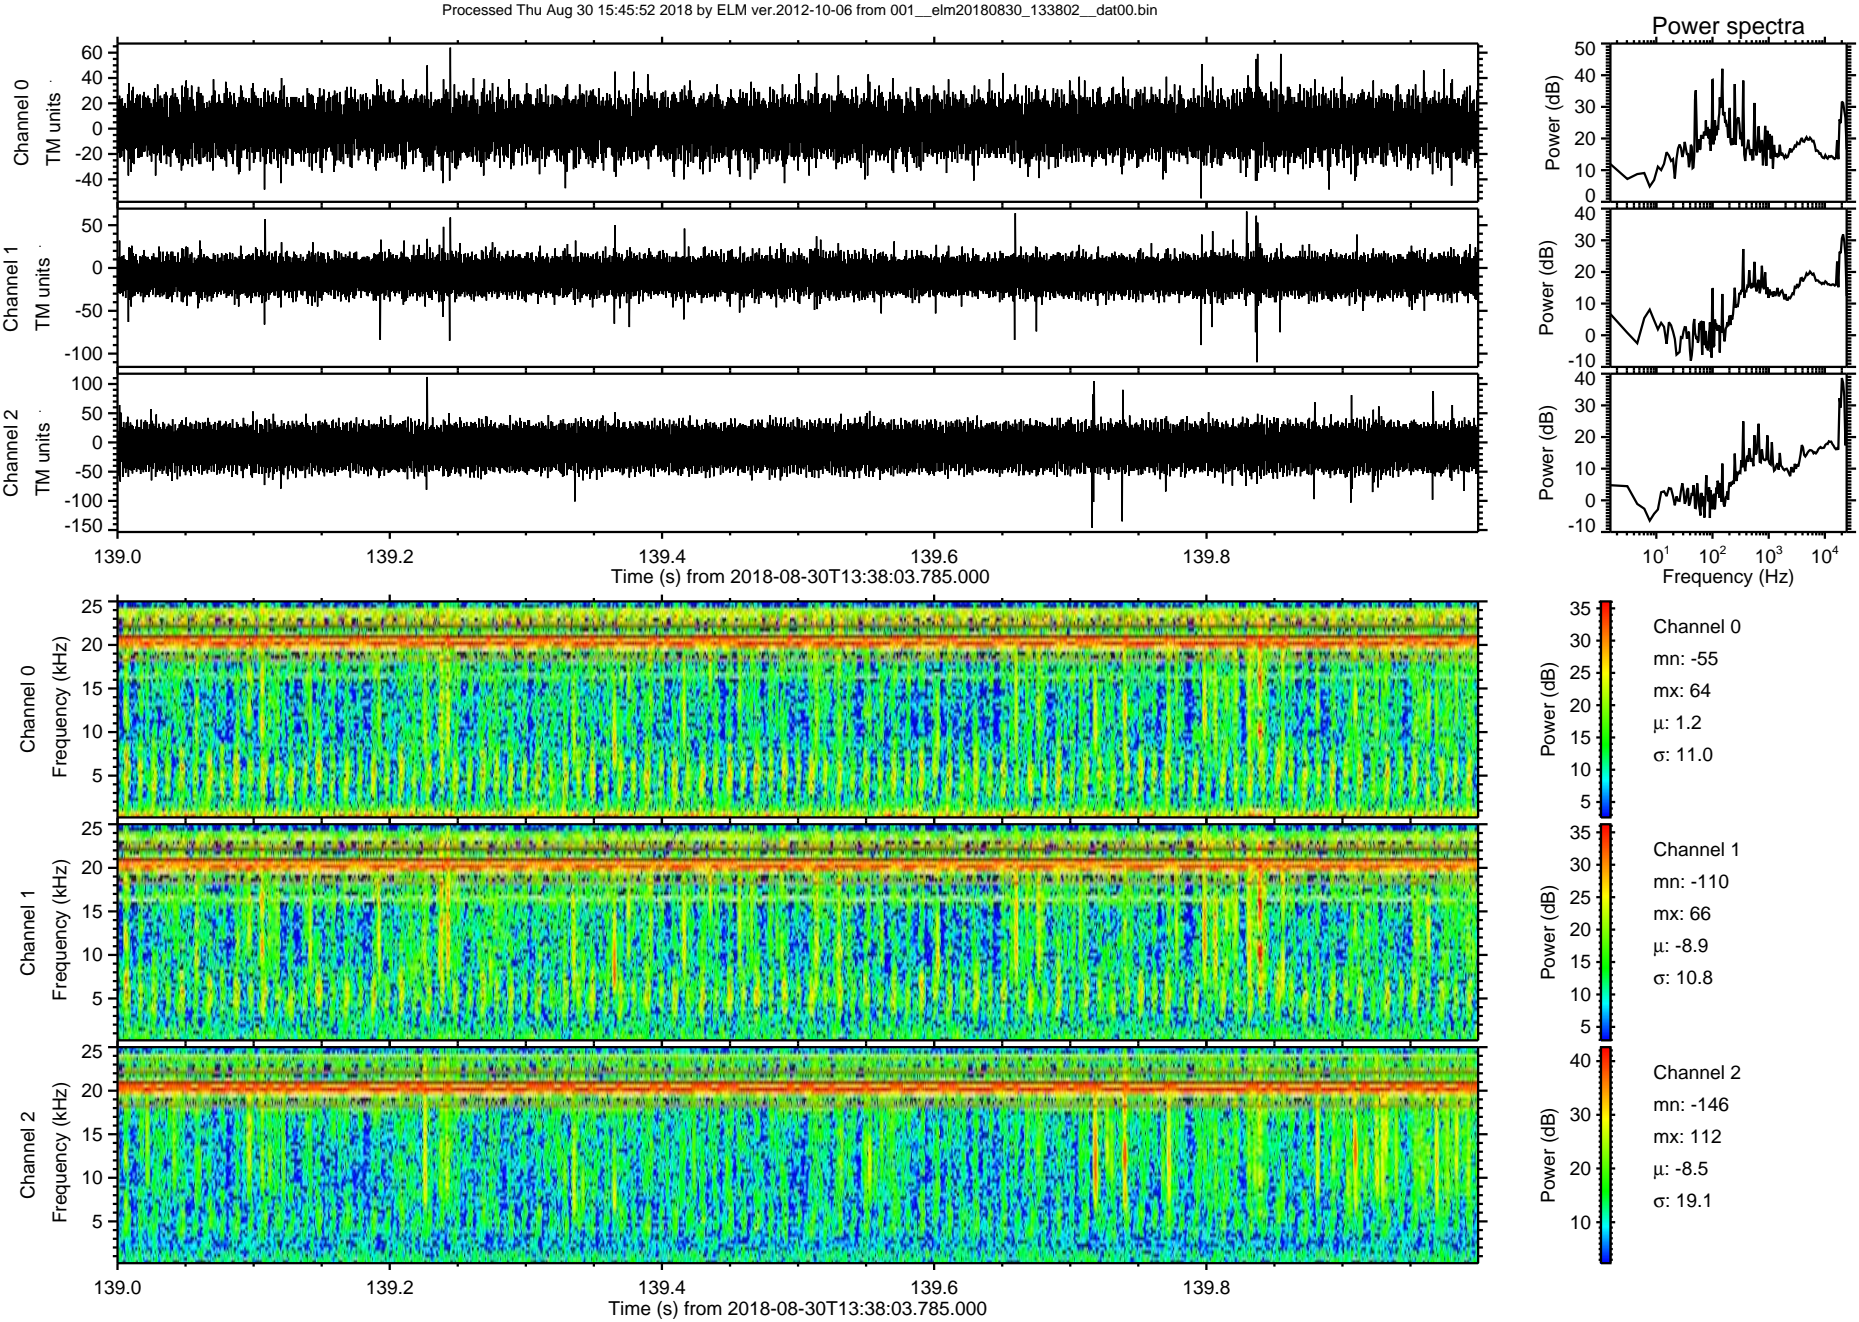 Processed Thu Aug 30 15:45:52 2018 by ELM ver.2012-10-06 from 001__elm20180830_133802__dat00.bin
Power spectra
Channel 0
TM units
60
40
20
0
-20
-40
Power (dB)
50
40
30
20
10
0
Channel 1
TM units
50
0
-50
-100
Power (dB)
40
30
20
10
0
-10
Channel 2
TM units
100
50
0
-50
-100
-150
Power (dB)
40
30
20
10
0
-10
139.0 139.2 139.4 139.6 139.8
Time (s) from 2018-08-30T13:38:03.785.000
10¹ 10² 10³ 10⁴
Frequency (Hz)
Channel 0
Frequency (kHz)
25
20
15
10
5
Power (dB)
35
30
25
20
15
10
5
Channel 0
mn: -55
mx: 64
μ: 1.2
σ: 11.0
Channel 1
Frequency (kHz)
25
20
15
10
5
Power (dB)
35
30
25
20
15
10
5
Channel 1
mn: -110
mx: 66
μ: -8.9
σ: 10.8
Channel 2
Frequency (kHz)
25
20
15
10
5
Power (dB)
40
30
20
10
Channel 2
mn: -146
mx: 112
μ: -8.5
σ: 19.1
139.0 139.2 139.4 139.6 139.8
Time (s) from 2018-08-30T13:38:03.785.000